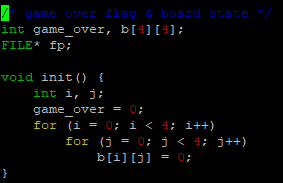 /* game over flag & board state */
int game_over, b[4][4];
FILE* fp;

void init() {
    int i, j;
    game_over = 0;
    for (i = 0; i < 4; i++)
        for (j = 0; j < 4; j++)
            b[i][j] = 0;
}